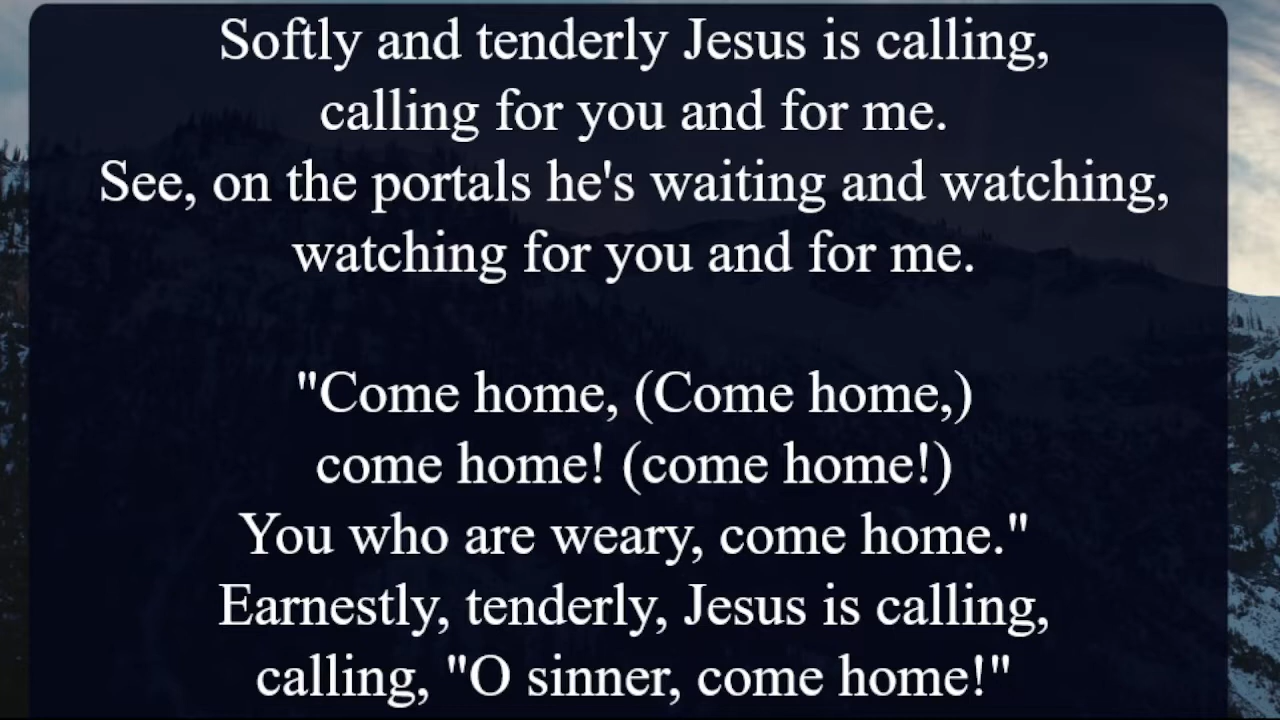 Softly and tenderly Jesus is calling,
calling for you and for me.
See, on the portals he's waiting and watching,
watching for you and for me.
"Come home, (Come home,)
come home! (come home!)
You who are weary, come home."
Earnestly, tenderly, Jesus is calling,
calling, "O sinner, come home!"